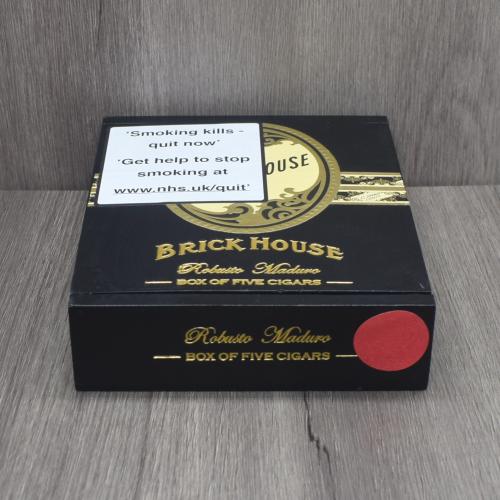 'Smoking kills -
quit now'
'Get help to stop
smoking at
www.nhs.uk/quit'
HOUSE
BRICK HOUSE
Robusto Maduro
BOX OF FIVE CIGARS
Robusto Maduro
BOX OF FIVE CIGARS